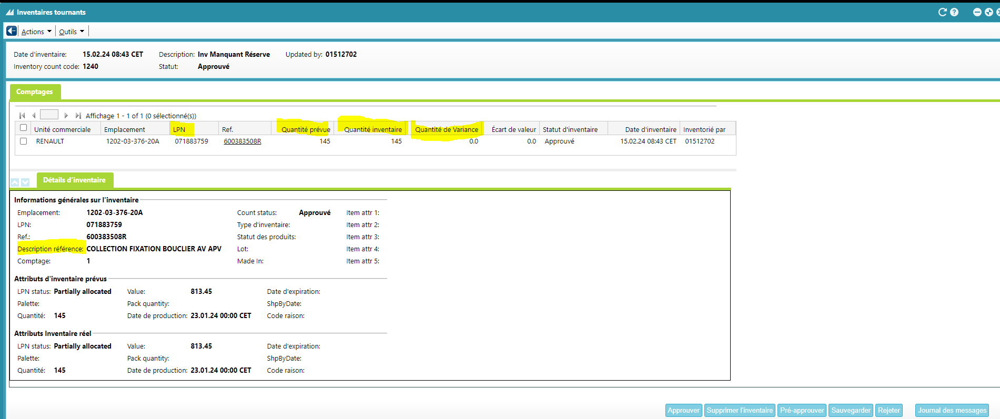 Inventaires tournants
Actions Outils
Date d'inventaire: 15.02.24 08:43 CET Description: Inv Manquant Réserve Updated by: 01512702
Inventory count code: 1240 Statut: Approuvé
Comptages
Affichage 1 - 1 of 1 (0 sélectionné(s))
Unité commerciale Emplacement LPN Ref. Quantité prévue Quantité inventaire Quantité de Variance Écart de valeur Statut d'inventaire Date d'inventaire Inventorié par
RENAULT 1202-03-376-20A 071883759 600383508R 145 145 0.0 0.0 Approuvé 15.02.24 08:43 CET 01512702
Détails d'inventaire
Informations générales sur l'inventaire
Emplacement: 1202-03-376-20A Count status: Approuvé Item attr 1:
LPN: 071883759 Type d'inventaire: Item attr 2:
Ref.: 600383508R Statut des produits: Item attr 3:
Description référence: COLLECTION FIXATION BOUCLIER AV APV Lot: Item attr 4:
Comptage: 1 Made In: Item attr 5:
Attributs d'inventaire prévus
LPN status: Partially allocated Value: 813.45 Date d'expiration:
Palette: Pack quantity: ShpByDate:
Quantité: 145 Date de production: 23.01.24 00:00 CET Code raison:
Attributs Inventaire réel
LPN status: Partially allocated Value: 813.45 Date d'expiration:
Palette: Pack quantity: ShpByDate:
Quantité: 145 Date de production: 23.01.24 00:00 CET Code raison:
Approuver Supprimer l'inventaire Pré-approuver Sauvegarder Rejeter Journal des messages